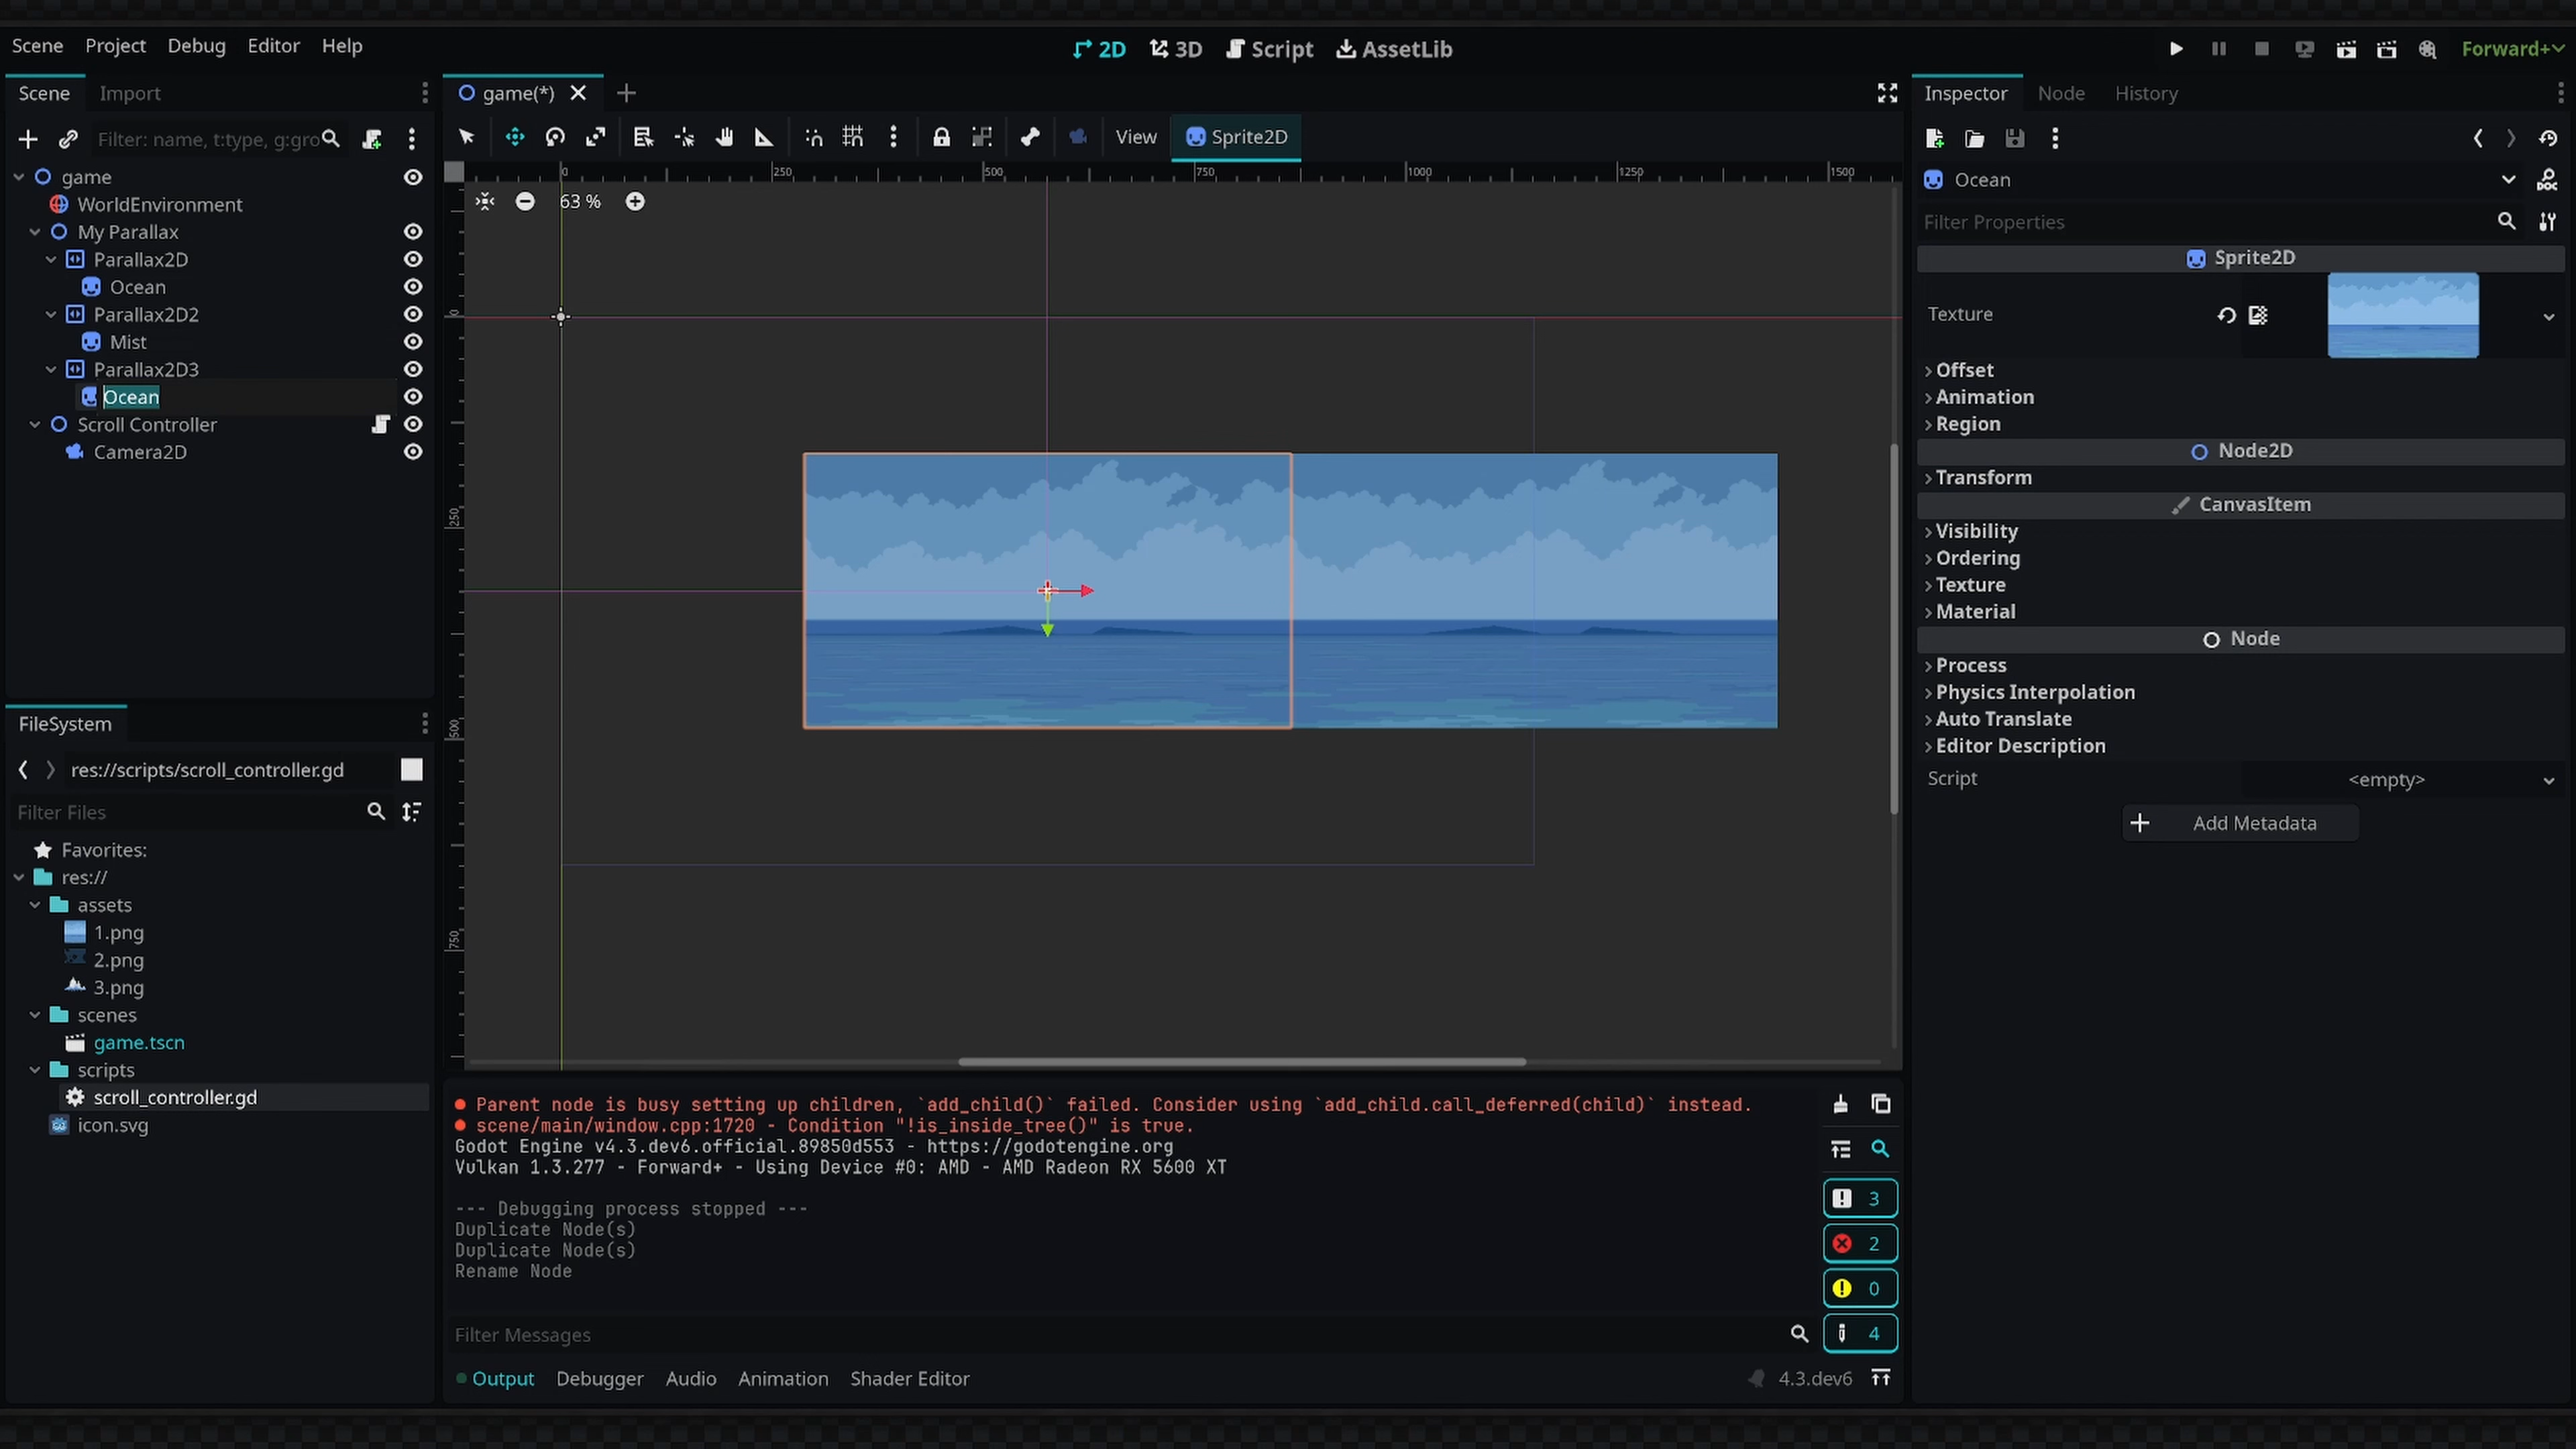 Scene Project Debug Editor Help
2D 3D Script AssetLib
Forward+
Scene Import
Filter: name, t:type, g:gro
game
WorldEnvironment
My Parallax
Parallax2D
Ocean
Parallax2D2
Mist
Parallax2D3
Ocean
Scroll Controller
Camera2D
FileSystem
res://scripts/scroll_controller.gd
Filter Files
Favorites:
res://
assets
1.png
2.png
3.png
scenes
game.tscn
scripts
scroll_controller.gd
icon.svg
game(*)
View Sprite2D
0 250 500 750 1000 1250 1500
63 %
0
250
500
750
Parent node is busy setting up children, `add_child()` failed. Consider using `add_child.call_deferred(child)` instead.
scene/main/window.cpp:1720 - Condition "!is_inside_tree()" is true.
Godot Engine v4.3.dev6.official.89850d553 - https://godotengine.org
Vulkan 1.3.277 - Forward+ - Using Device #0: AMD - AMD Radeon RX 5600 XT
--- Debugging process stopped ---
Duplicate Node(s)
Duplicate Node(s)
Rename Node
3
2
0
4
Filter Messages
Output Debugger Audio Animation Shader Editor
4.3.dev6
Inspector Node History
Ocean
Filter Properties
Sprite2D
Texture
Offset
Animation
Region
Node2D
Transform
CanvasItem
Visibility
Ordering
Texture
Material
Node
Process
Physics Interpolation
Auto Translate
Editor Description
Script <empty>
Add Metadata